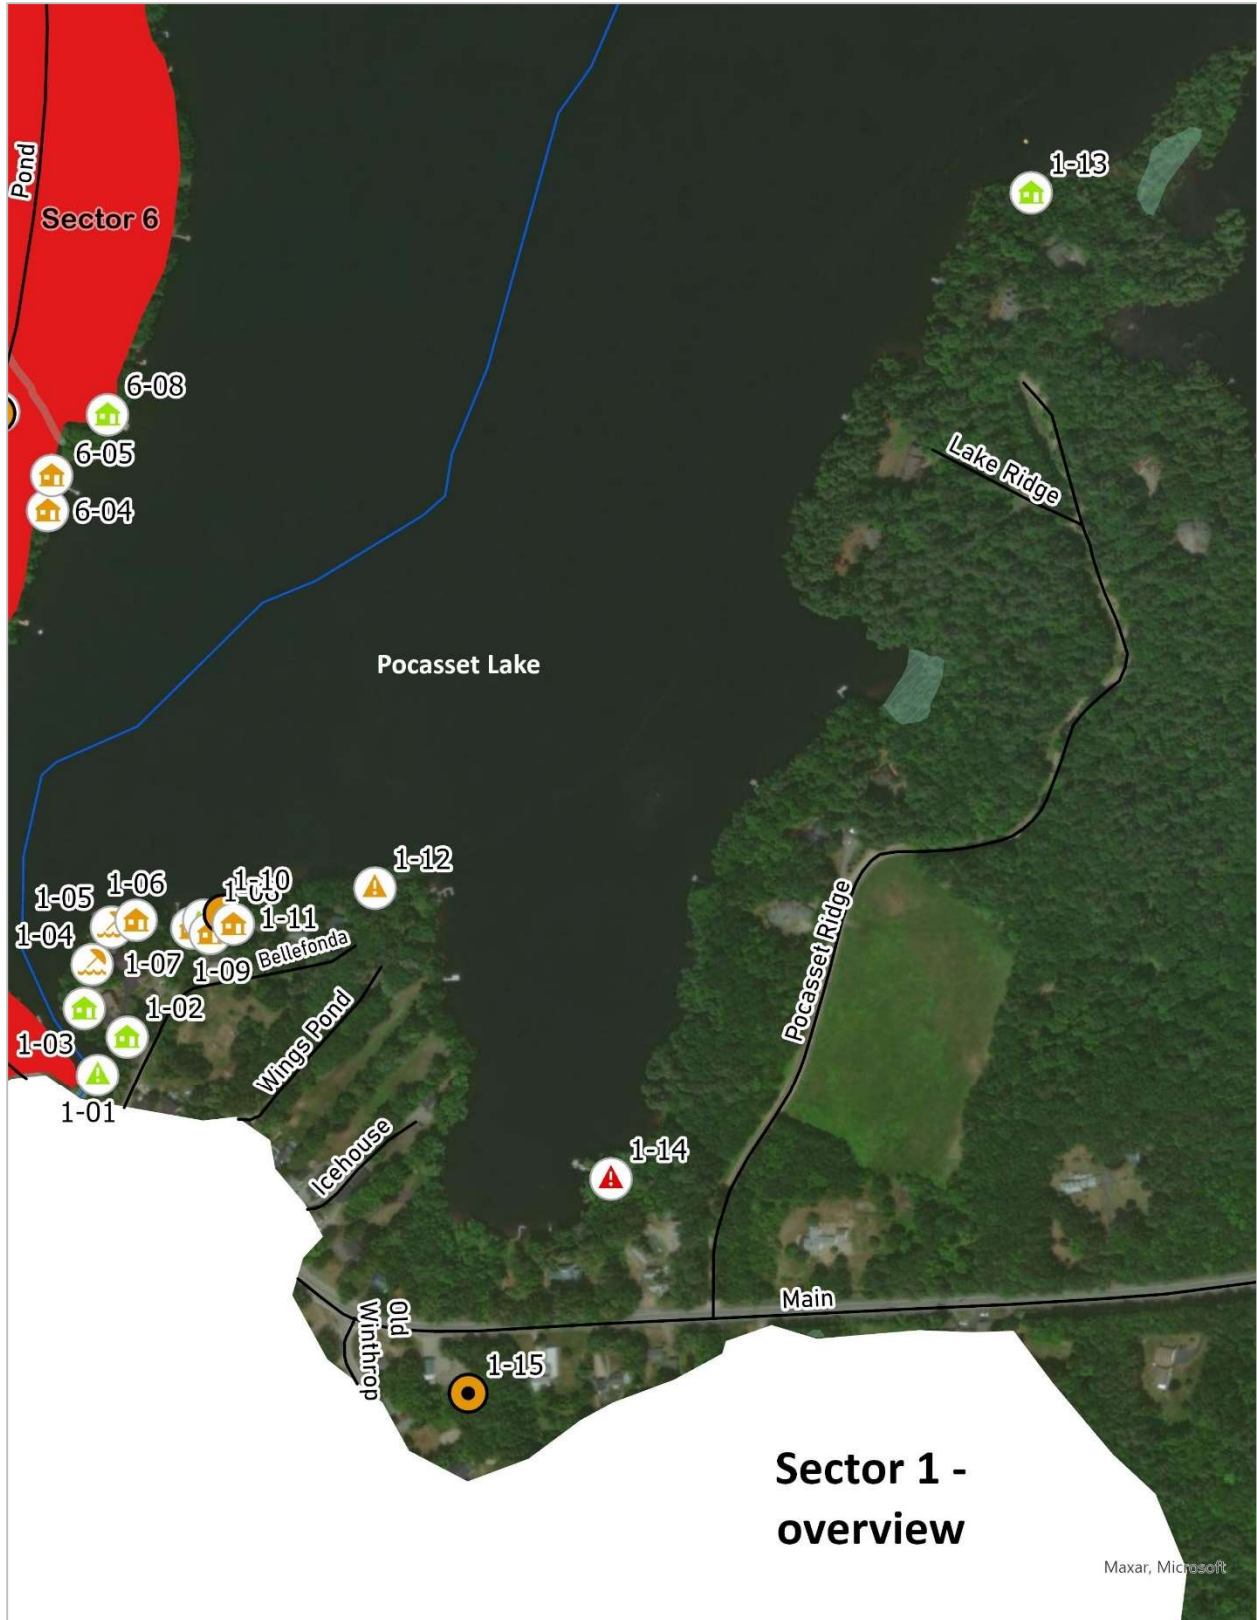 1-13
Pond
Sector 6
6-08
6-05
6-04
Lake Ridge
Pocasset Lake
1-12
1-10
1-06
1-05
1-11
1-04
Bellefonda
1-07
1-09
Pocasset Ridge
1-02
1-03
Wings Pond
1-01
Icehouse
1-14
Main
Old
Winthrop
1-15
Sector 1 -
overview
Maxar, Microsoft